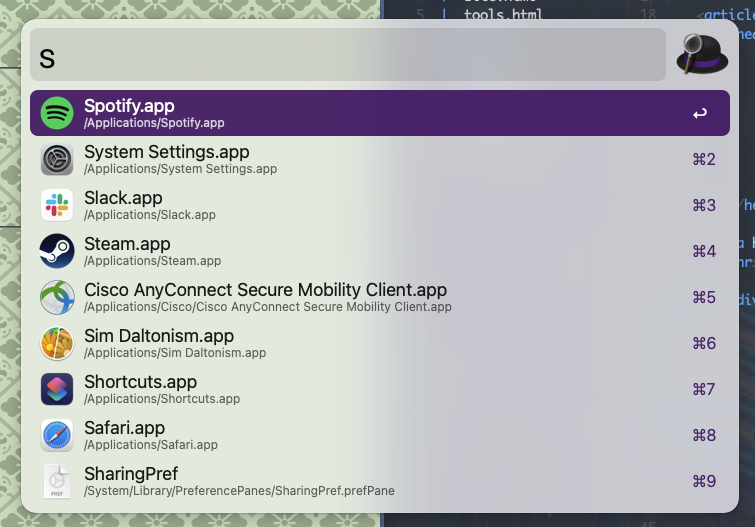 5 tools.html 18 <article
S
Spotify.app
/Applications/Spotify.app
↩
System Settings.app
/Applications/System Settings.app
⌘2
Slack.app
/Applications/Slack.app
⌘3
Steam.app
/Applications/Steam.app
⌘4
Cisco AnyConnect Secure Mobility Client.app
/Applications/Cisco/Cisco AnyConnect Secure Mobility Client.app
⌘5
Sim Daltonism.app
/Applications/Sim Daltonism.app
⌘6
Shortcuts.app
/Applications/Shortcuts.app
⌘7
Safari.app
/Applications/Safari.app
⌘8
SharingPref
PREF
/System/Library/PreferencePanes/SharingPref.prefPane
⌘9